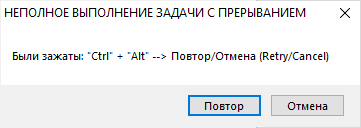 НЕПОЛНОЕ ВЫПОЛНЕНИЕ ЗАДАЧИ С ПРЕРЫВАНИЕМ
Были зажаты: "Ctrl" + "Alt" --> Повтор/Отмена (Retry/Cancel)
Повтор Отмена